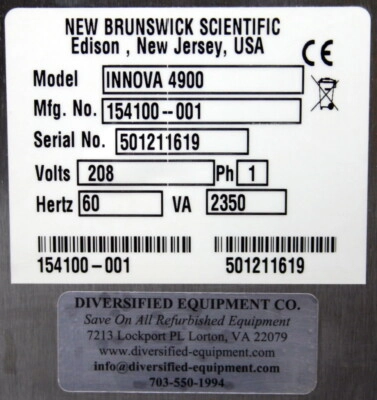 NEW BRUNSWICK SCIENTIFIC
Edison , New Jersey, USA
CE
Model INNOVA 4900
Mfg. No. 154100-001
Serial No. 501211619
Volts 208 Ph 1
Hertz 60 VA 2350
154100-001 501211619
DIVERSIFIED EQUIPMENT CO.
Save On All Refurbished Equipment
7213 Lockport PL Lorton, VA 22079
www.diversified-equipment.com
info@diversified-equipment.com
703-550-1994